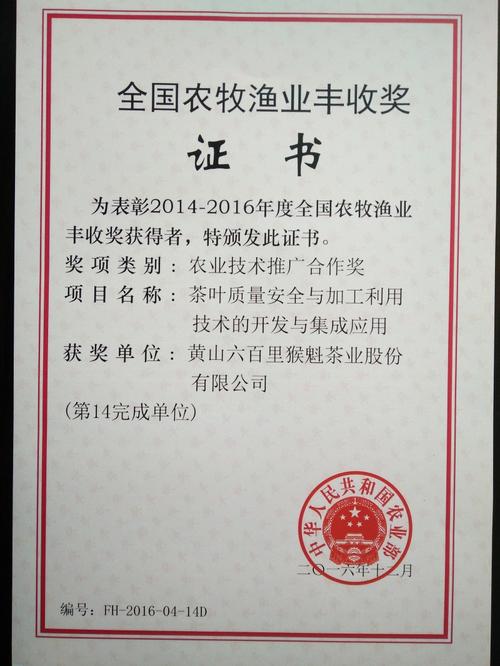 全国农牧渔业丰收奖
证书
为表彰2014-2016年度全国农牧渔业
丰收奖获得者，特颁发此证书。
奖项类别：农业技术推广合作奖
项目名称：茶叶质量安全与加工利用
技术的开发与集成应用
获奖单位：黄山六百里猴魁茶业股份
有限公司
(第14完成单位)
中华人民共和国农业部
二〇一六年十二月
编号：FH-2016-04-14D